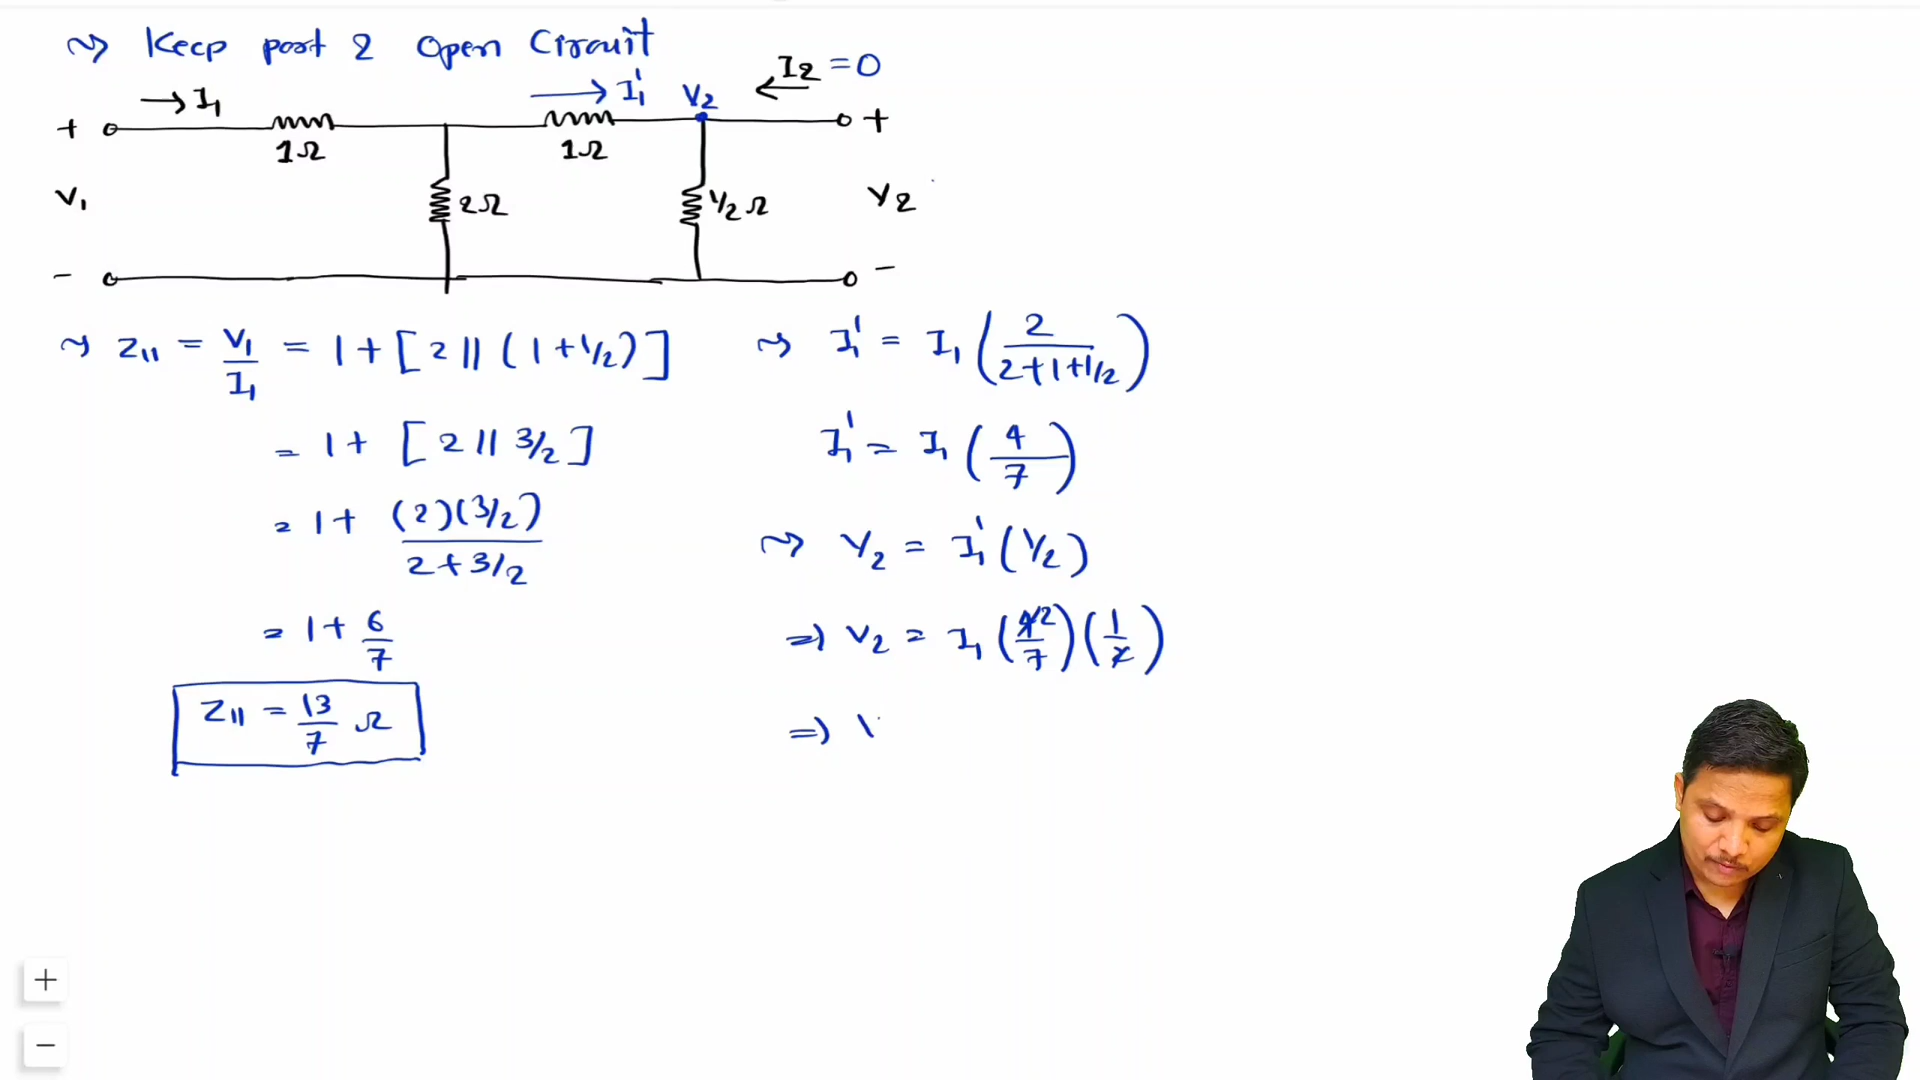 ~> Keep port 2 Open Circuit
→ I₁
→ I₁' V₂
← I₂ = 0
+ +
1Ω 1Ω
V₁ 2Ω 1/2 Ω V₂
- -
~> Z₁₁ = V₁/I₁ = 1 + [2 || (1 + 1/2)]
= 1 + [2 || 3/2]
= 1 + (2)(3/2)/(2 + 3/2)
= 1 + 6/7
Z₁₁ = 13/7 Ω
~> I₁' = I₁ (2/(2+1+1/2))
I₁' = I₁ (4/7)
~> V₂ = I₁' (1/2)
=> V₂ = I₁ (4 2/7)(1/2)
=> \
+
−